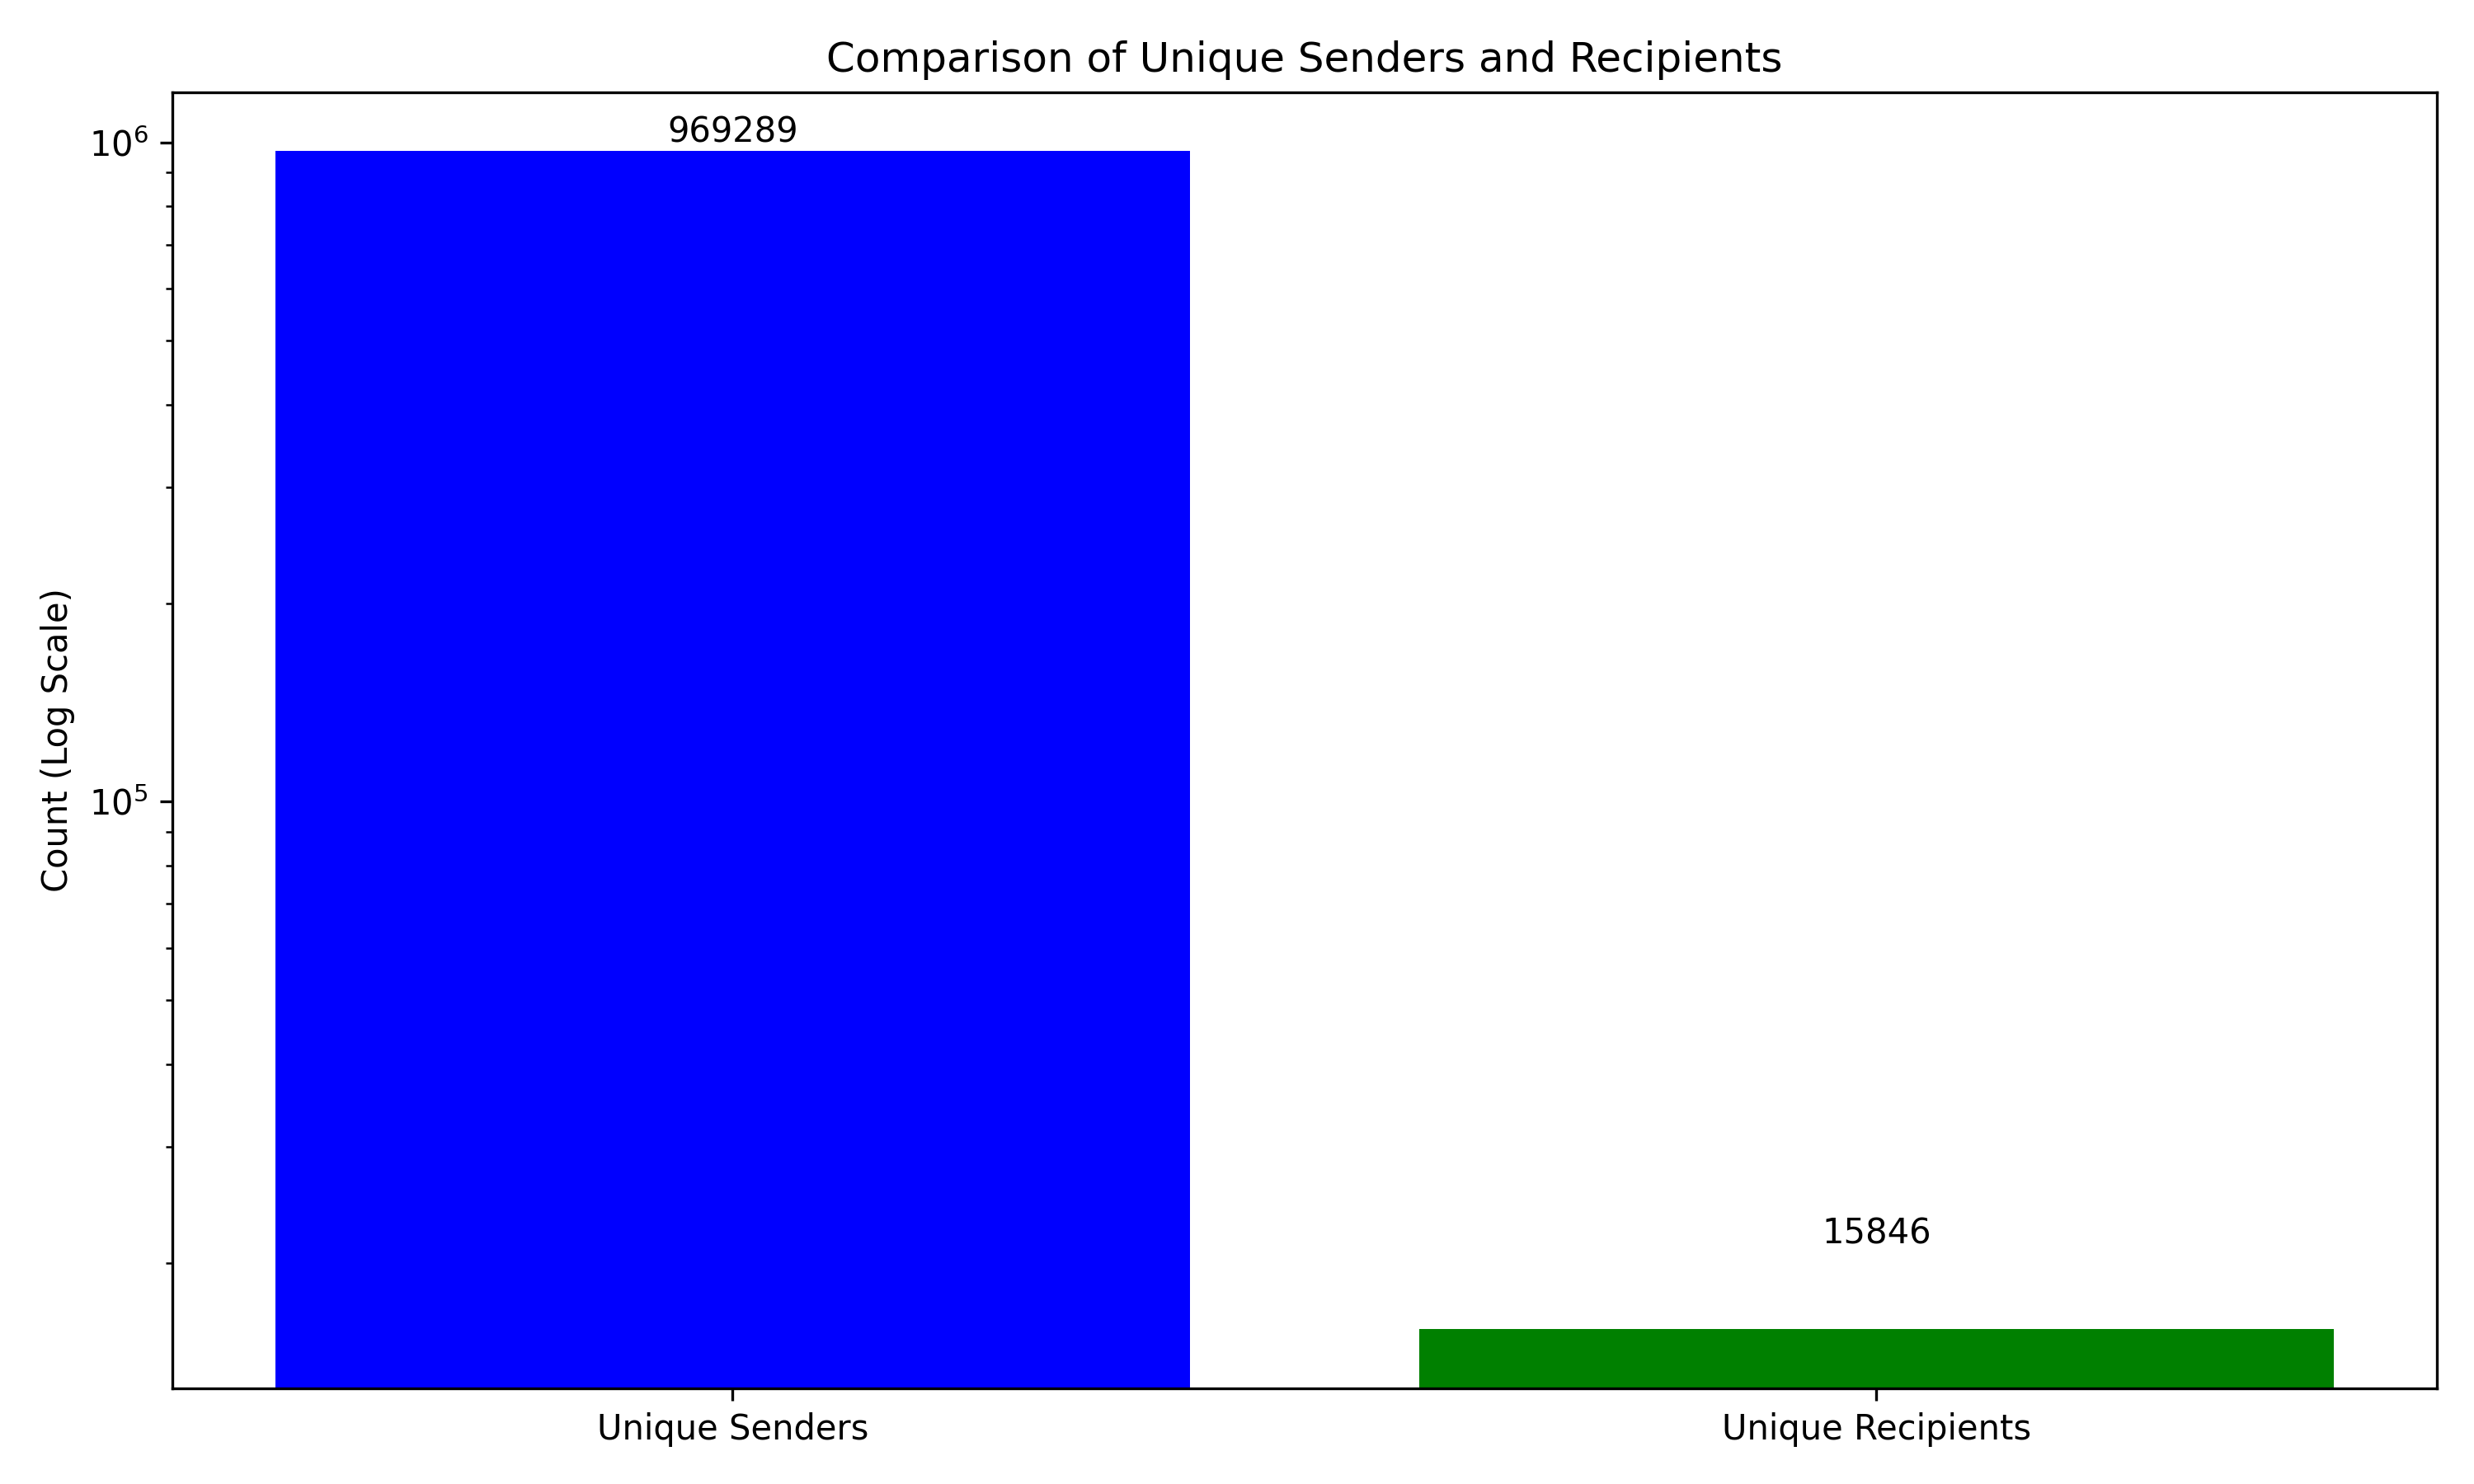 Comparison of Unique Senders and Recipients
Count (Log Scale)
10⁶
10⁵
969289
15846
Unique Senders
Unique Recipients